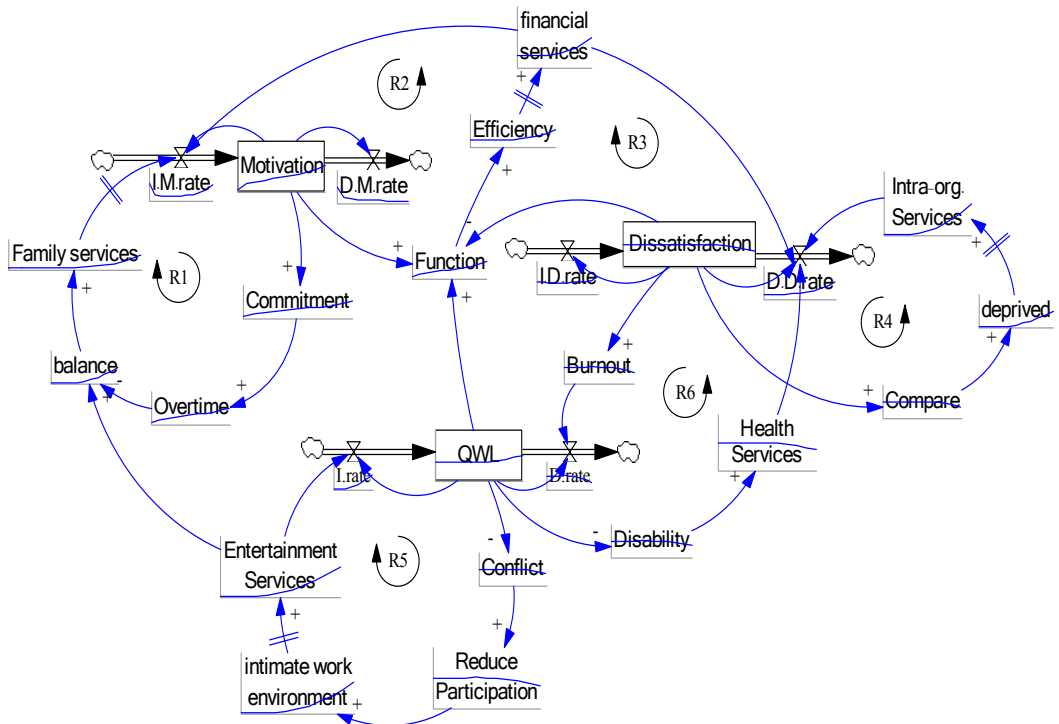 financial
services
R2
+
Efficiency
R3
+
Motivation
I.M.rate
D.M.rate
Intra-org.
Services
-
Dissatisfaction
+
Family services
R1
+
Function
I.D.rate
D.D.rate
+
+
Commitment
+
deprived
R4
+
balance
-
+
Overtime
+
Burnout
R6
+
Compare
QWL
Health
Services
I.rate
D.rate
+
Entertainment
Services
R5
-
Conflict
-
Disability
+
+
intimate work
environment
Reduce
Participation
+